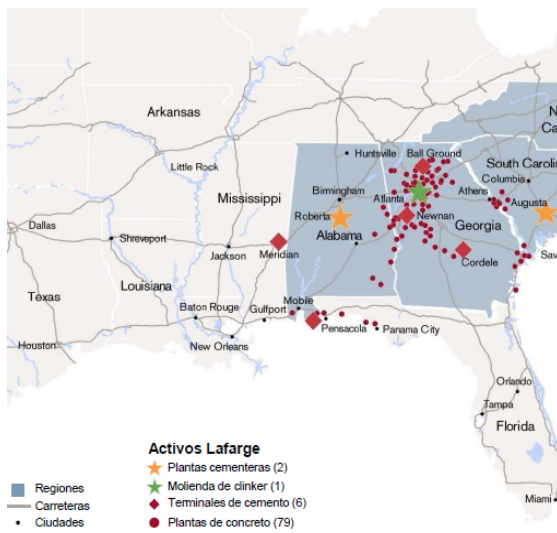 Arkansas
N
Ca
Huntsville
Ball Ground
South Carolin
Little Rock
Columbia
Mississippi
Birmingham
Atlanta
Athens
Augusta
Dallas
Roberta
Newnan
Georgia
Shreveport
Alabama
Jackson
Meridian
Cordele
Sav
Louisiana
Texas
Baton Rouge
Gulfport
Mobile
Pensacola
Panama City
Houston
New Orleans
Orlando
Tampa
Florida
Miami
Activos Lafarge
Plantas cementeras (2)
Molienda de clinker (1)
Terminales de cemento (6)
Plantas de concreto (79)
Regiones
Carreteras
Ciudades